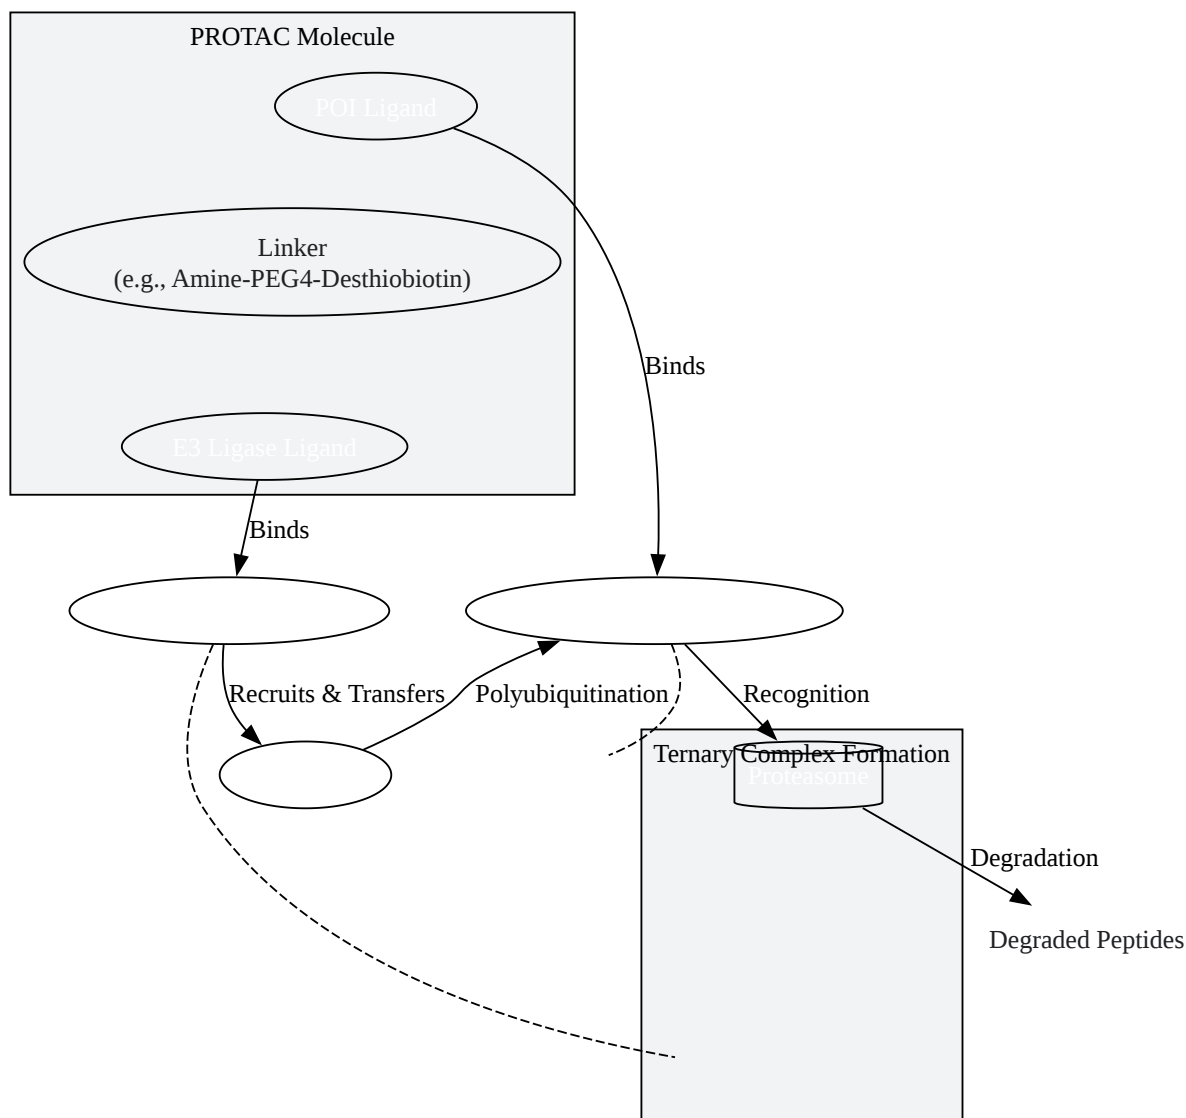 PROTAC Molecule
POI Ligand
Linker
(e.g., Amine-PEG4-Desthiobiotin)
Binds
E3 Ligase Ligand
Binds
Recruits & Transfers
Polyubiquitination
Recognition
Ternary Complex Formation
Proteasome
Degradation
Degraded Peptides